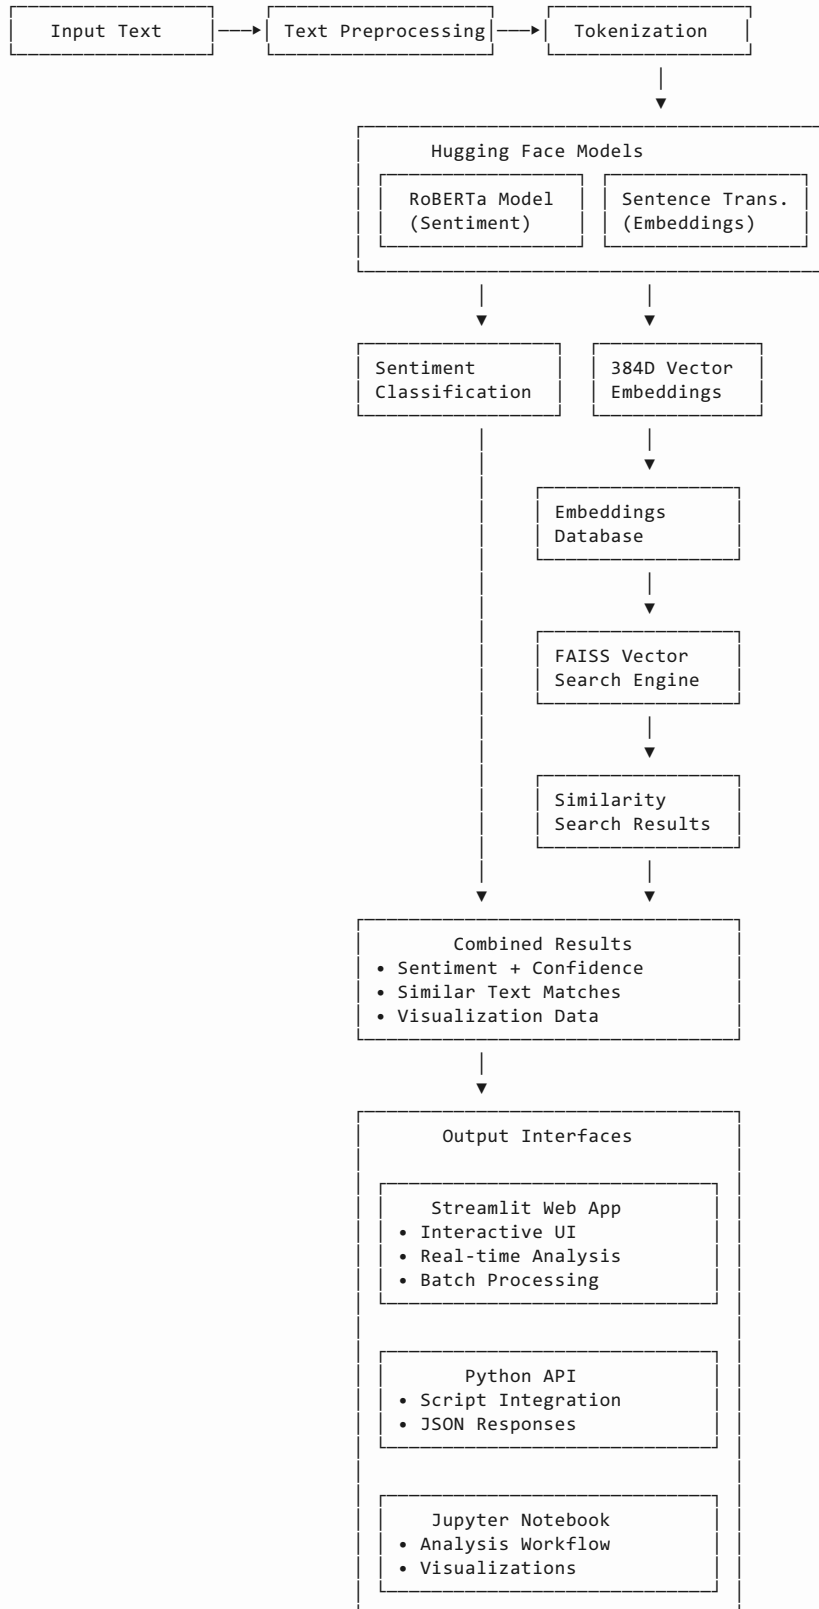 Input Text
Text Preprocessing
Tokenization
Hugging Face Models
RoBERTa Model
(Sentiment)
Sentence Trans.
(Embeddings)
Sentiment
Classification
384D Vector
Embeddings
Embeddings
Database
FAISS Vector
Search Engine
Similarity
Search Results
Combined Results
• Sentiment + Confidence
• Similar Text Matches
• Visualization Data
Output Interfaces
Streamlit Web App
• Interactive UI
• Real-time Analysis
• Batch Processing
Python API
• Script Integration
• JSON Responses
Jupyter Notebook
• Analysis Workflow
• Visualizations